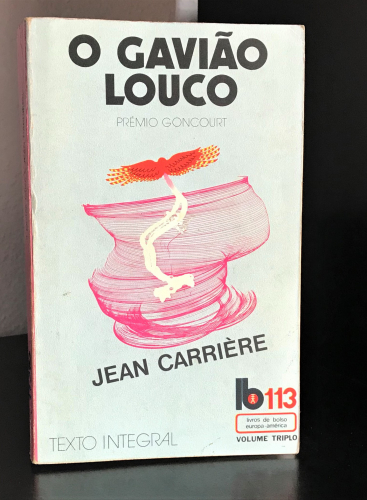 O GAVIÃO
LOUCO
PRÉMIO GONCOURT
JEAN CARRIÈRE
lb 113
livros de bolso
europa-américa
VOLUME TRIPLO
TEXTO INTEGRAL